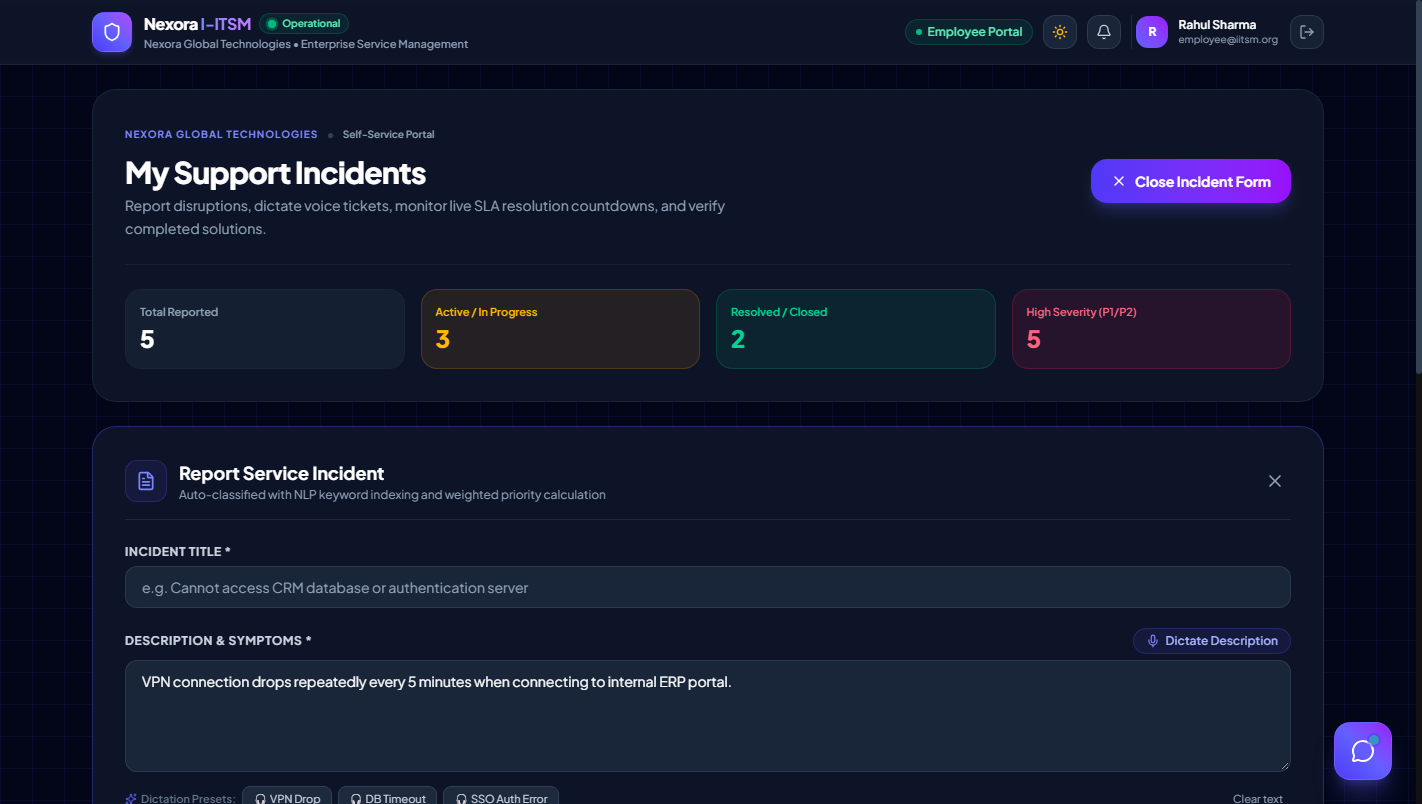 Nexora I-ITSM Operational
Nexora Global Technologies • Enterprise Service Management
Employee Portal
R
Rahul Sharma
employee@iitsm.org
NEXORA GLOBAL TECHNOLOGIES • Self-Service Portal
My Support Incidents
Report disruptions, dictate voice tickets, monitor live SLA resolution countdowns, and verify
completed solutions.
Close Incident Form
Total Reported
5
Active / In Progress
3
Resolved / Closed
2
High Severity (P1/P2)
5
Report Service Incident
Auto-classified with NLP keyword indexing and weighted priority calculation
INCIDENT TITLE *
e.g. Cannot access CRM database or authentication server
DESCRIPTION & SYMPTOMS *
Dictate Description
VPN connection drops repeatedly every 5 minutes when connecting to internal ERP portal.
Dictation Presets: VPN Drop DB Timeout SSO Auth Error Clear text